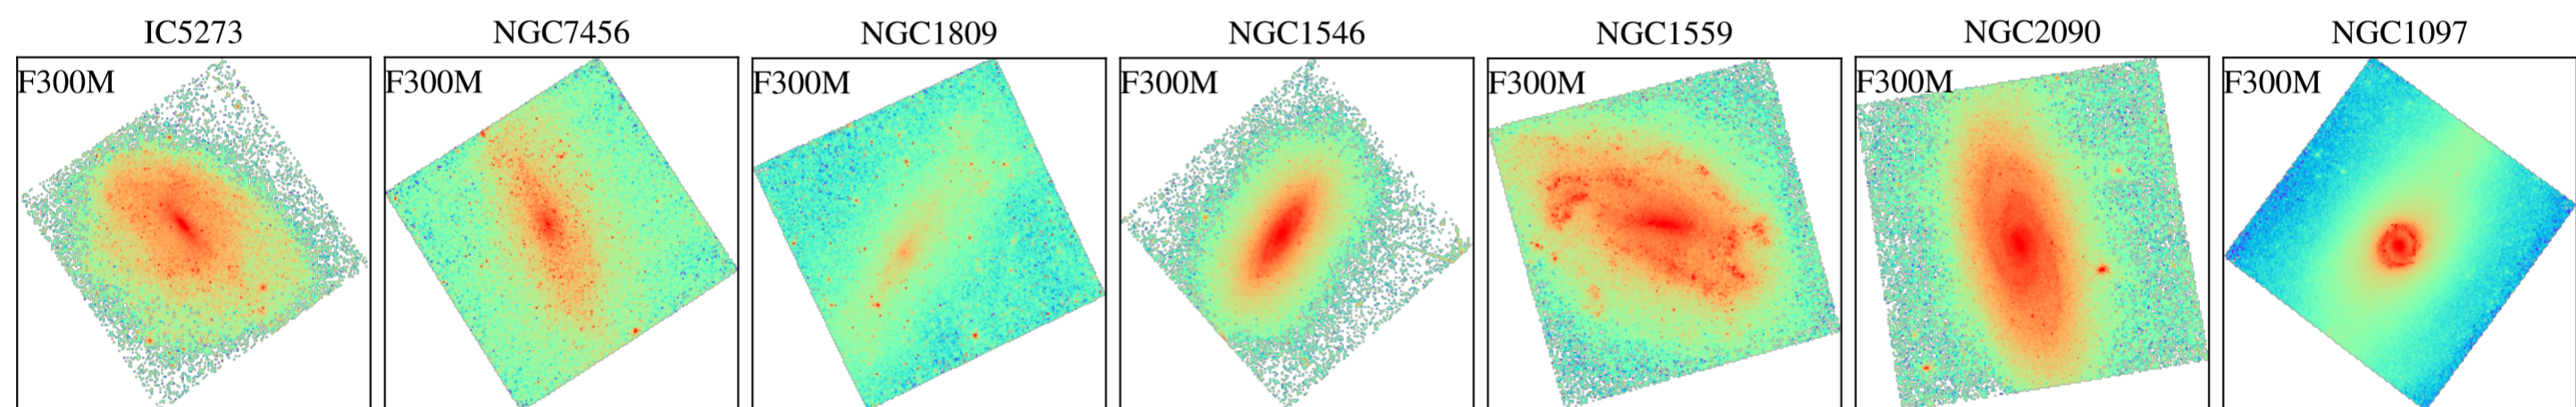 IC5273 NGC7456 NGC1809 NGC1546 NGC1559 NGC2090 NGC1097
F300M F300M F300M F300M F300M F300M F300M